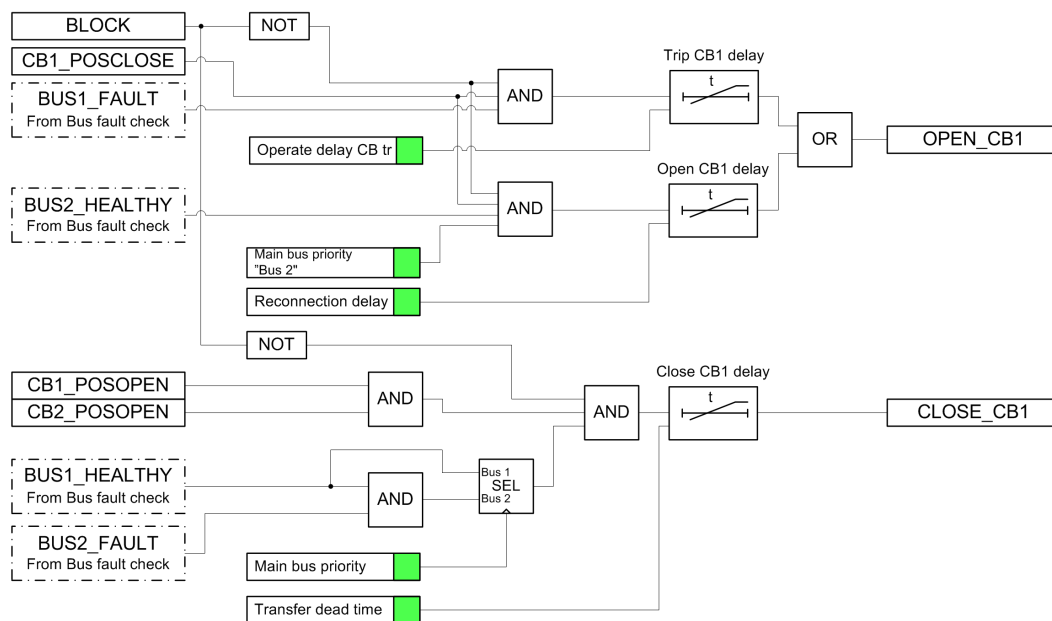 BLOCK
NOT
CB1_POSCLOSE
Trip CB1 delay
BUS1_FAULT
From Bus fault check
AND
t
Operate delay CB tr
OR
OPEN_CB1
Open CB1 delay
BUS2_HEALTHY
From Bus fault check
AND
t
Main bus priority
"Bus 2"
Reconnection delay
NOT
Close CB1 delay
CB1_POSOPEN
CB2_POSOPEN
AND
AND
t
CLOSE_CB1
BUS1_HEALTHY
From Bus fault check
AND
Bus 1
SEL
Bus 2
BUS2_FAULT
From Bus fault check
Main bus priority
Transfer dead time